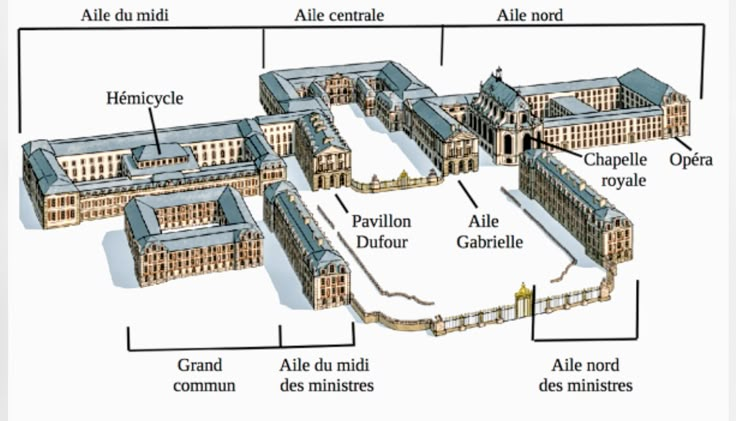 Aile du midi
Aile centrale
Aile nord
Hémicycle
Chapelle
royale
Opéra
Pavillon
Dufour
Aile
Gabrielle
Grand
commun
Aile du midi
des ministres
Aile nord
des ministres